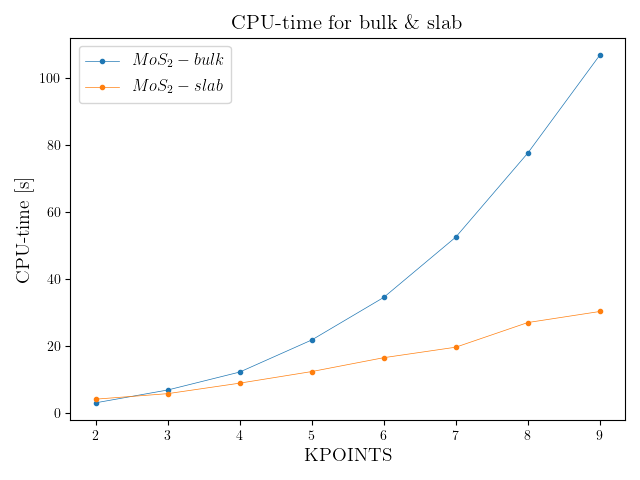 CPU-time for bulk & slab
MoS₂ − bulk
MoS₂ − slab
CPU-time [s]
100
80
60
40
20
0
2 3 4 5 6 7 8 9
KPOINTS